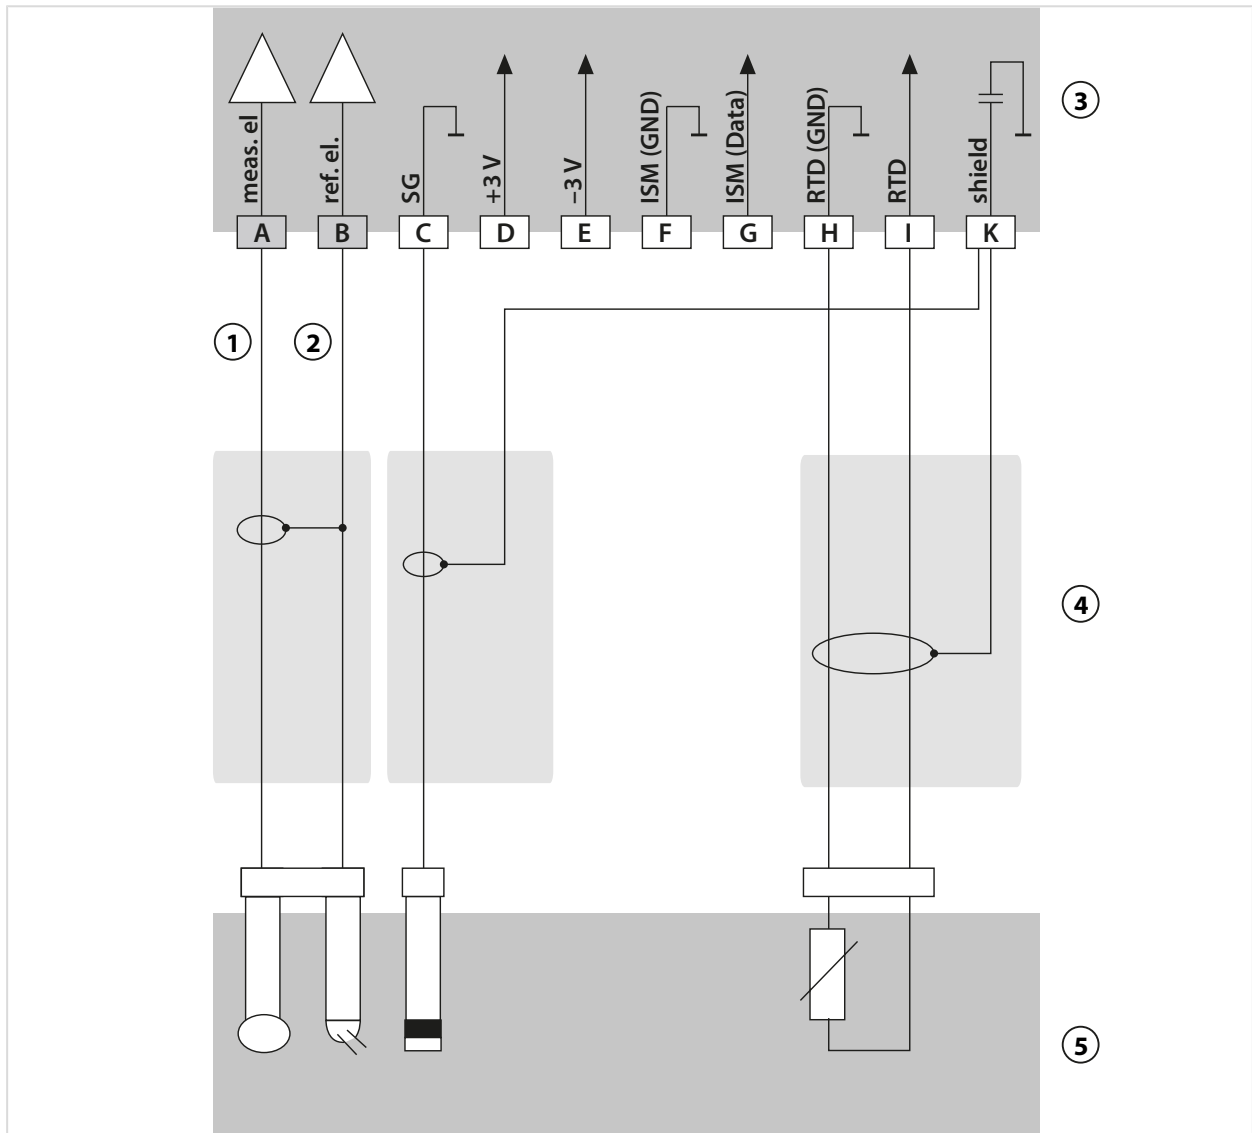 meas. el
ref. el.
SG
+3 V
–3 V
ISM (GND)
ISM (Data)
RTD (GND)
RTD
shield
3
A
B
C
D
E
F
G
H
I
K
1
2
4
5